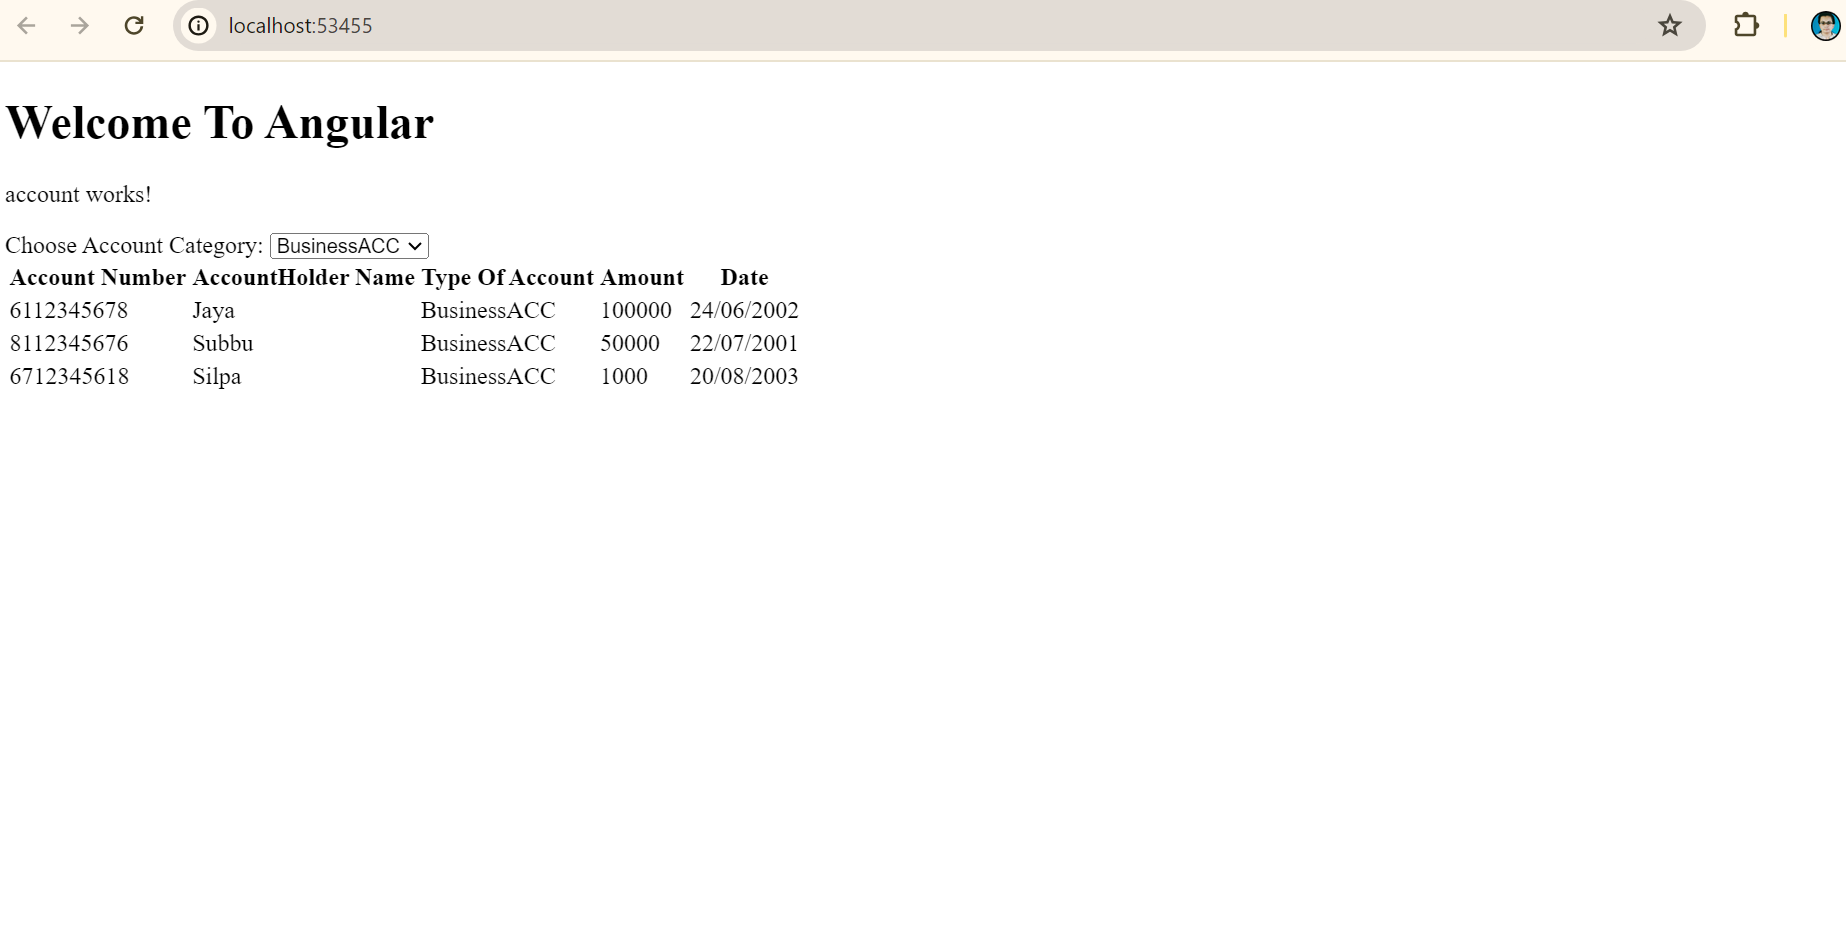 localhost:53455
Welcome To Angular
account works!
Choose Account Category: BusinessACC
Account Number AccountHolder Name Type Of Account Amount Date
6112345678 Jaya BusinessACC 100000 24/06/2002
8112345676 Subbu BusinessACC 50000 22/07/2001
6712345618 Silpa BusinessACC 1000 20/08/2003